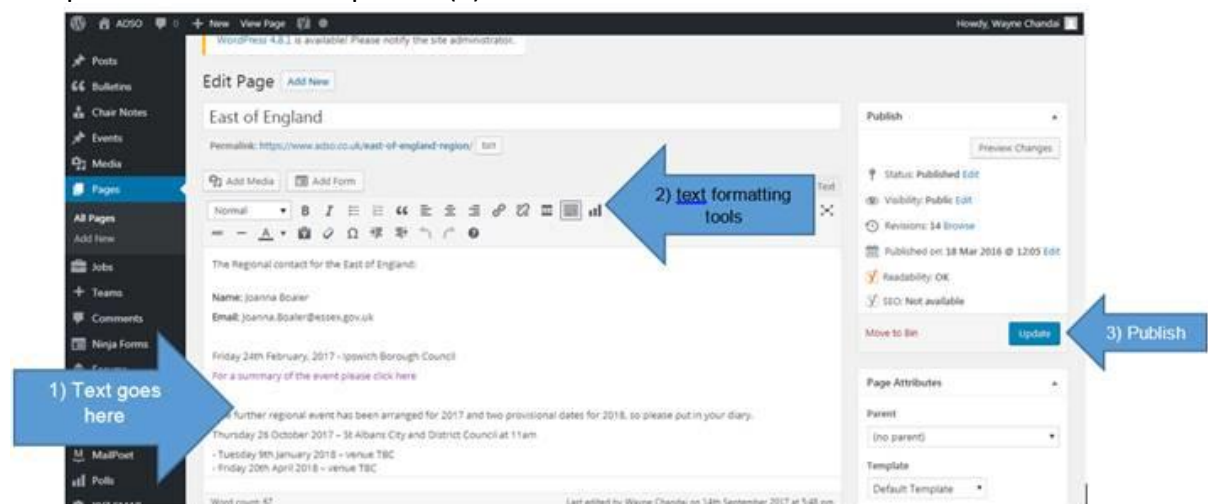 ADSO 0 + New View Page
Howdy, Wayne Chandai
WordPress 4.8.1 is available! Please notify the site administrator.
Posts
Bulletins
Chair Notes
Events
Media
Pages
All Pages
Add New
Jobs
Teams
Comments
Ninja Forms
MailPoet
Polls
Edit Page Add New
East of England
Permalink: https://www.adso.co.uk/east-of-england-region/ Edit
Add Media Add Form
Text
Normal
2) text formatting
tools
The Regional contact for the East of England:
Name: Joanna Boaler
Email: Joanna.Boaler@essex.gov.uk
Friday 24th February, 2017 - Ipswich Borough Council
For a summary of the event please click here
1) Text goes
here
further regional event has been arranged for 2017 and two provisional dates for 2018, so please put in your diary.
Thursday 26 October 2017 – St Albans City and District Council at 11am
- Tuesday 9th January 2018 – venue TBC
- Friday 20th April 2018 – venue TBC
Word count: 67
Last edited by Wayne Chandai on 14th September 2017 at 5:48 pm
Publish
Preview Changes
Status: Published Edit
Visibility: Public Edit
Revisions: 14 Browse
Published on: 18 Mar 2016 @ 12:05 Edit
Readability: OK
SEO: Not available
Move to Bin Update
3) Publish
Page Attributes
Parent
(no parent)
Template
Default Template